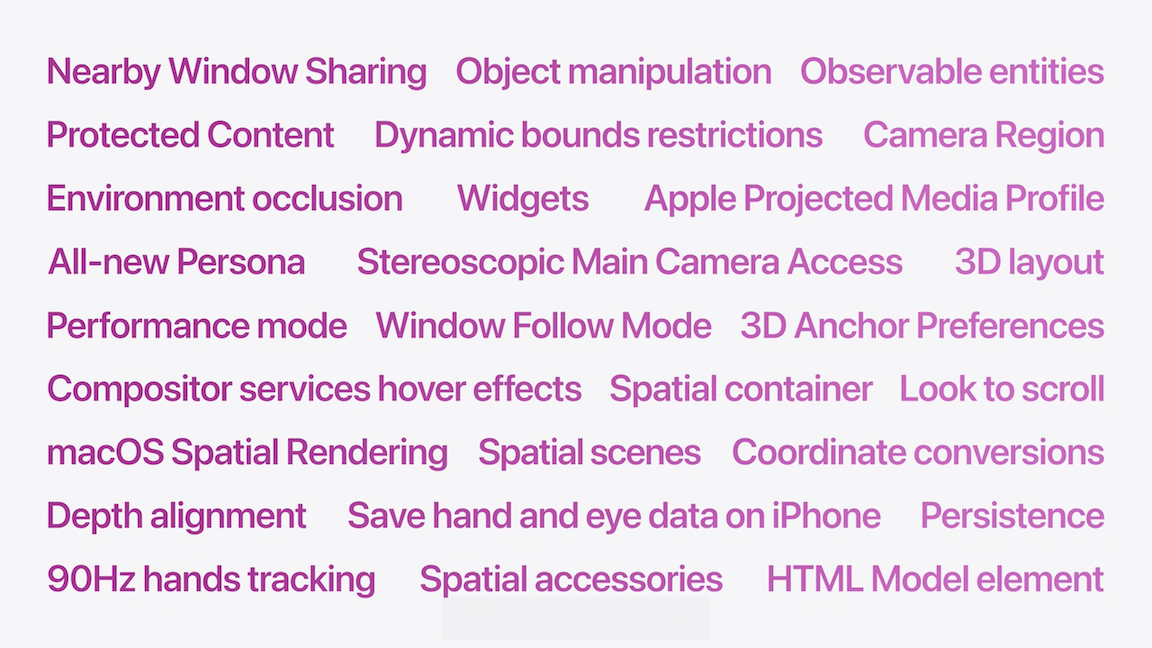 Nearby Window Sharing Object manipulation Observable entities
Protected Content Dynamic bounds restrictions Camera Region
Environment occlusion Widgets Apple Projected Media Profile
All-new Persona Stereoscopic Main Camera Access 3D layout
Performance mode Window Follow Mode 3D Anchor Preferences
Compositor services hover effects Spatial container Look to scroll
macOS Spatial Rendering Spatial scenes Coordinate conversions
Depth alignment Save hand and eye data on iPhone Persistence
90Hz hands tracking Spatial accessories HTML Model element